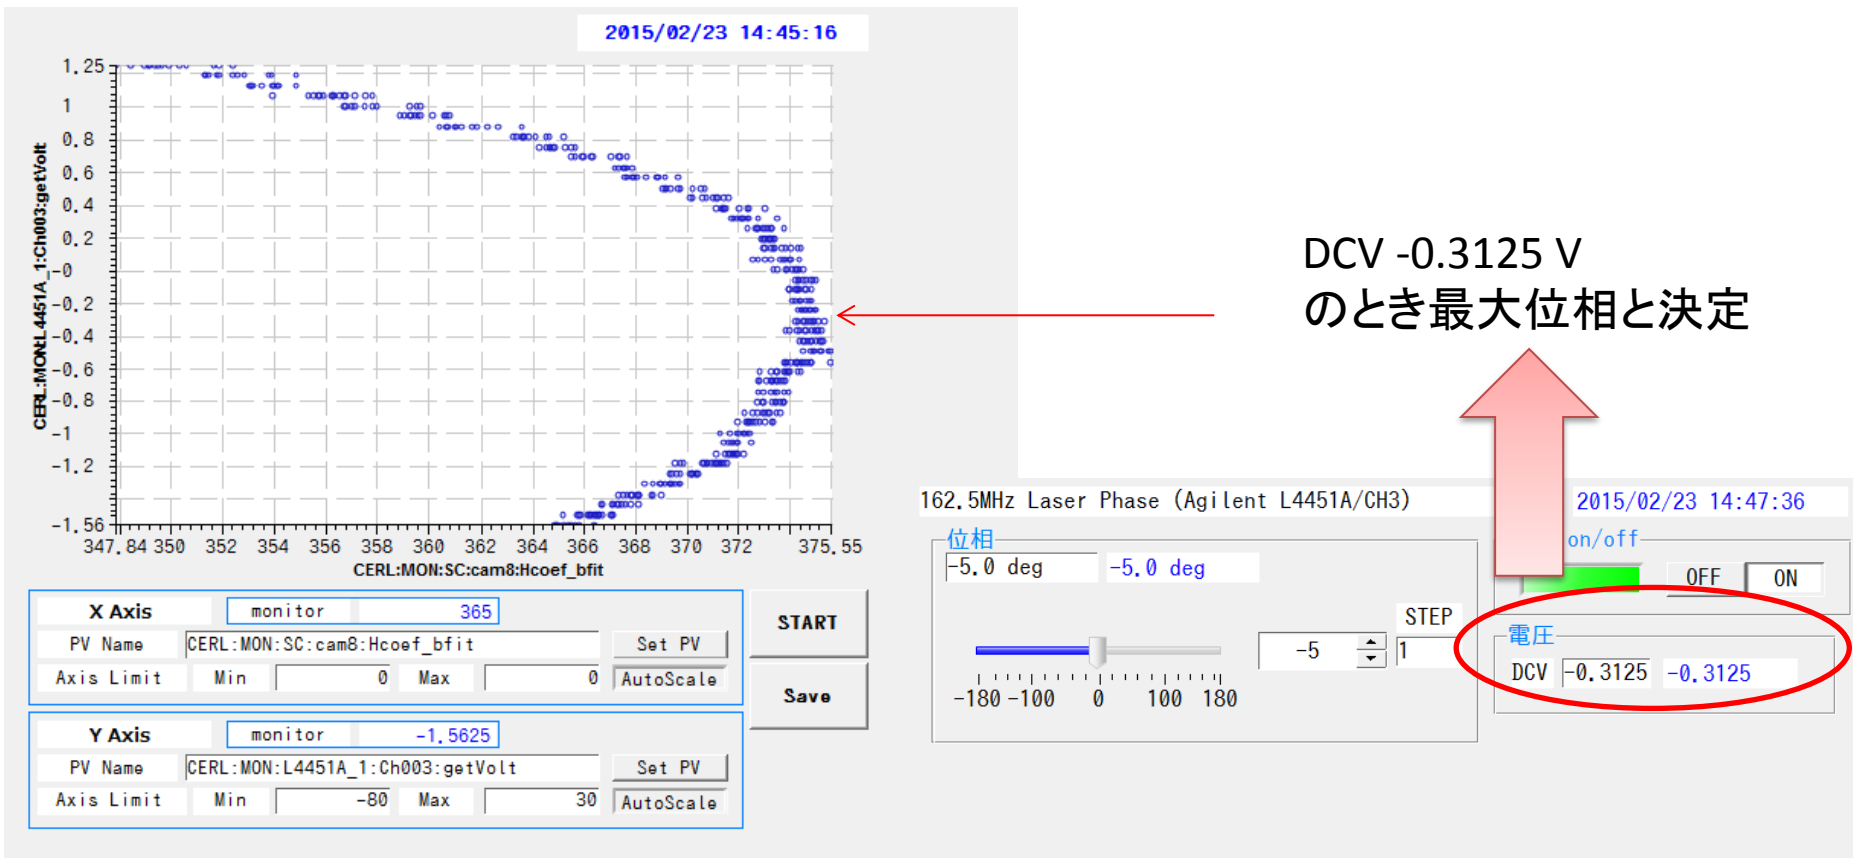 2015/02/23 14:45:16
1.25
1
0.8
0.6
0.4
0.2
-0
-0.2
-0.4
-0.6
-0.8
-1
-1.2
-1.56
CERL:MON:L4451A_1:Ch003:getVolt
347.84 350 352 354 356 358 360 362 364 366 368 370 372 375.55
CERL:MON:SC:cam8:Hcoef_bfit
X Axis monitor 365
PV Name CERL:MON:SC:cam8:Hcoef_bfit Set PV
Axis Limit Min 0 Max 0 AutoScale
START
Save
Y Axis monitor -1.5625
PV Name CERL:MON:L4451A_1:Ch003:getVolt Set PV
Axis Limit Min -80 Max 30 AutoScale
DCV -0.3125 V
のとき最大位相と決定
162.5MHz Laser Phase (Agilent L4451A/CH3) 2015/02/23 14:47:36
位相
-5.0 deg -5.0 deg
-180 -100 0 100 180
-5
STEP
1
on/off
OFF ON
電圧
DCV -0.3125 -0.3125